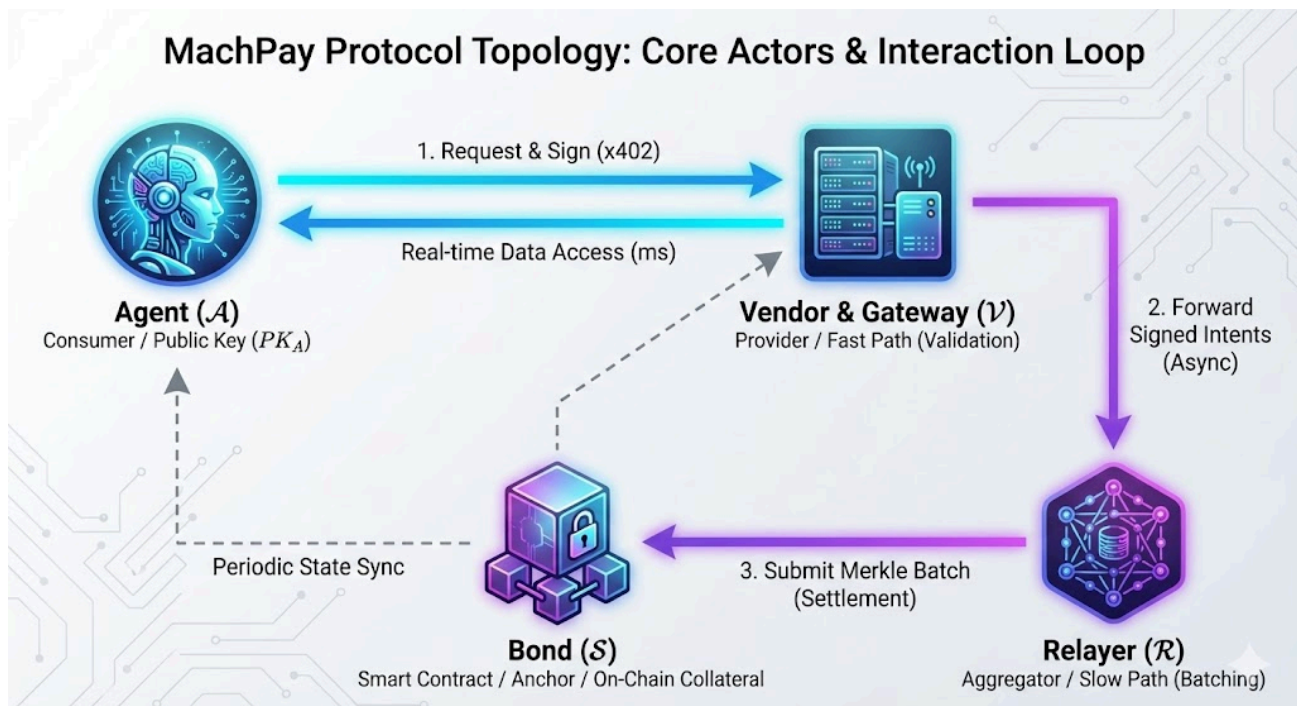 MachPay Protocol Topology: Core Actors & Interaction Loop
1. Request & Sign (x402)
Real-time Data Access (ms)
Agent (𝒜)
Consumer / Public Key (PK_A)
Vendor & Gateway (𝒱)
Provider / Fast Path (Validation)
2. Forward
Signed Intents
(Async)
Periodic State Sync
3. Submit Merkle Batch
(Settlement)
Bond (𝒮)
Smart Contract / Anchor / On-Chain Collateral
Relayer (ℛ)
Aggregator / Slow Path (Batching)